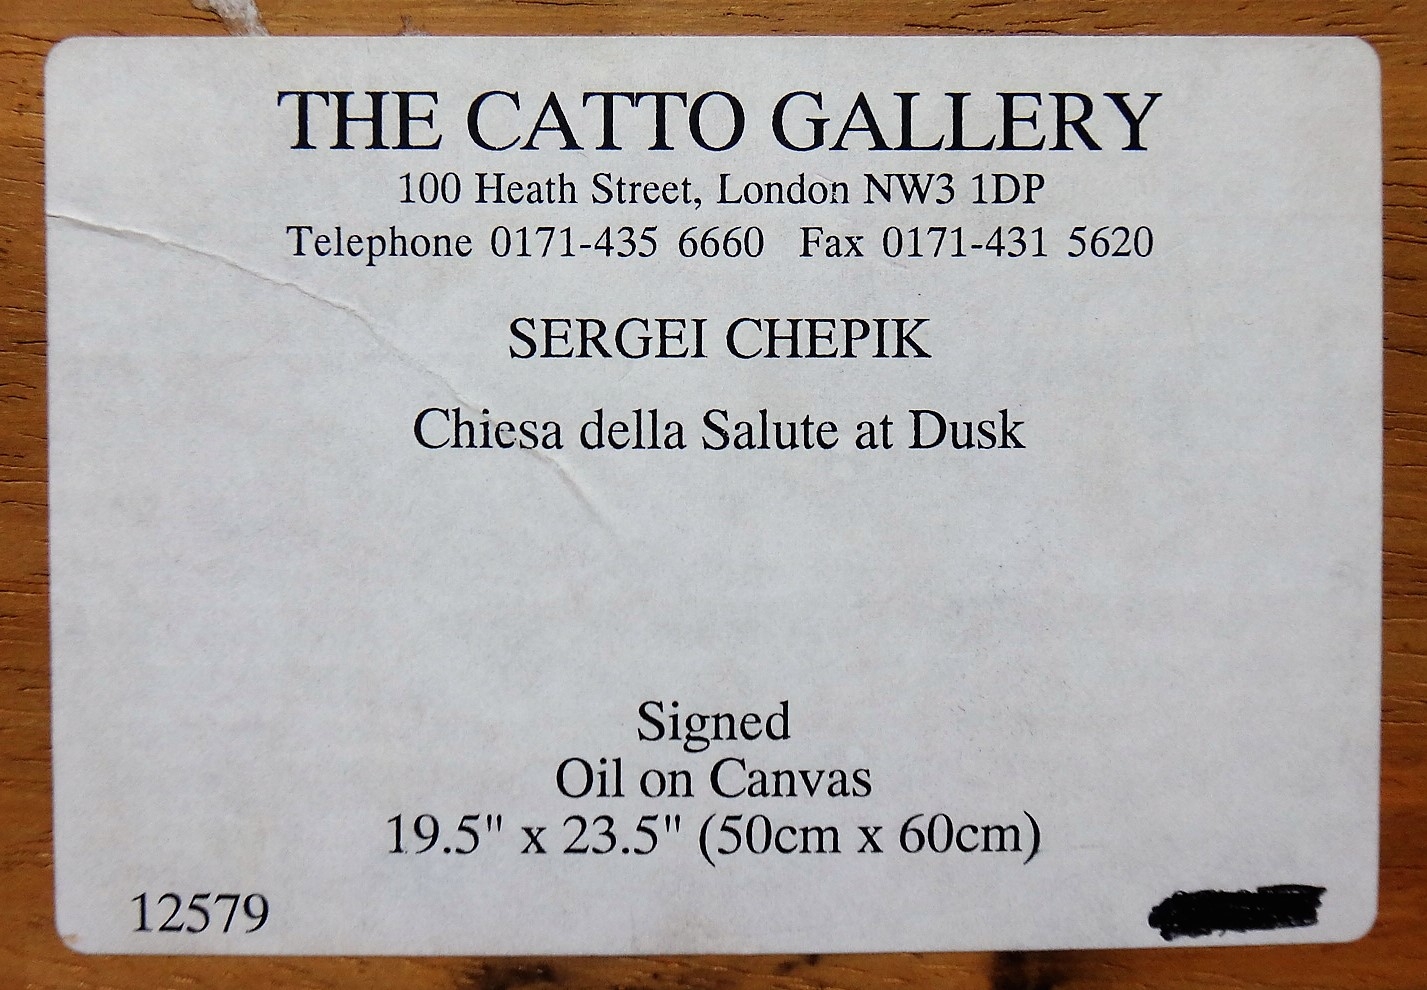 THE CATTO GALLERY
100 Heath Street, London NW3 1DP
Telephone 0171-435 6660 Fax 0171-431 5620
SERGEI CHEPIK
Chiesa della Salute at Dusk
Signed
Oil on Canvas
19.5" x 23.5" (50cm x 60cm)
12579